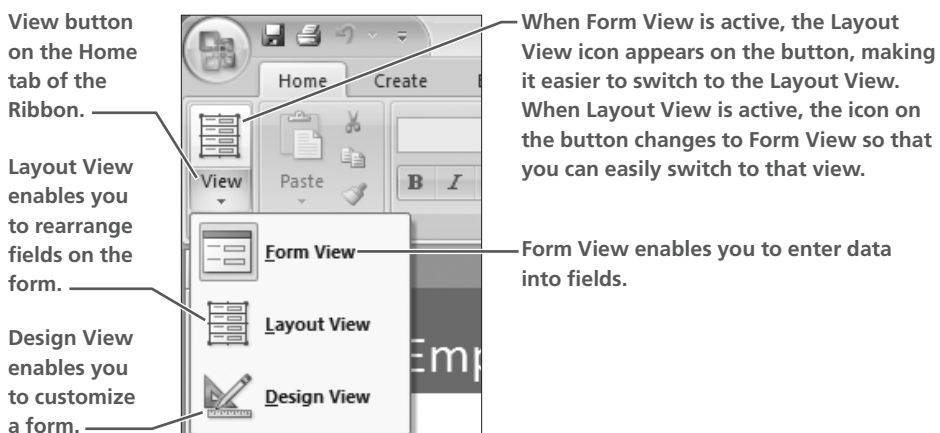 View button
on the Home
tab of the
Ribbon.
Layout View
enables you
to rearrange
fields on the
form.
Design View
enables you
to customize
a form.
Home
Create
View
Paste
B I
Form View
Layout View
Design View
Emp
When Form View is active, the Layout
View icon appears on the button, making
it easier to switch to the Layout View.
When Layout View is active, the icon on
the button changes to Form View so that
you can easily switch to that view.
Form View enables you to enter data
into fields.